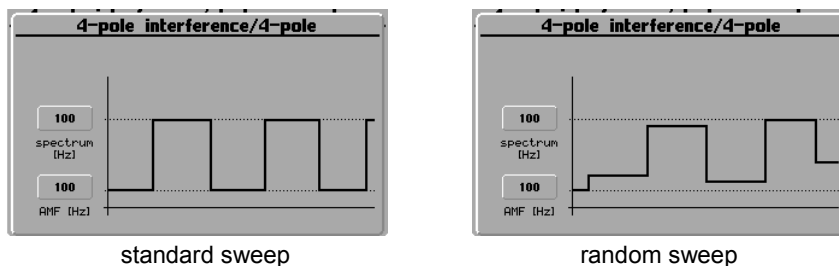 4-pole interference/4-pole
100
spectrum
[Hz]
100
AMF [Hz]
standard sweep
4-pole interference/4-pole
100
spectrum
[Hz]
100
AMF [Hz]
random sweep